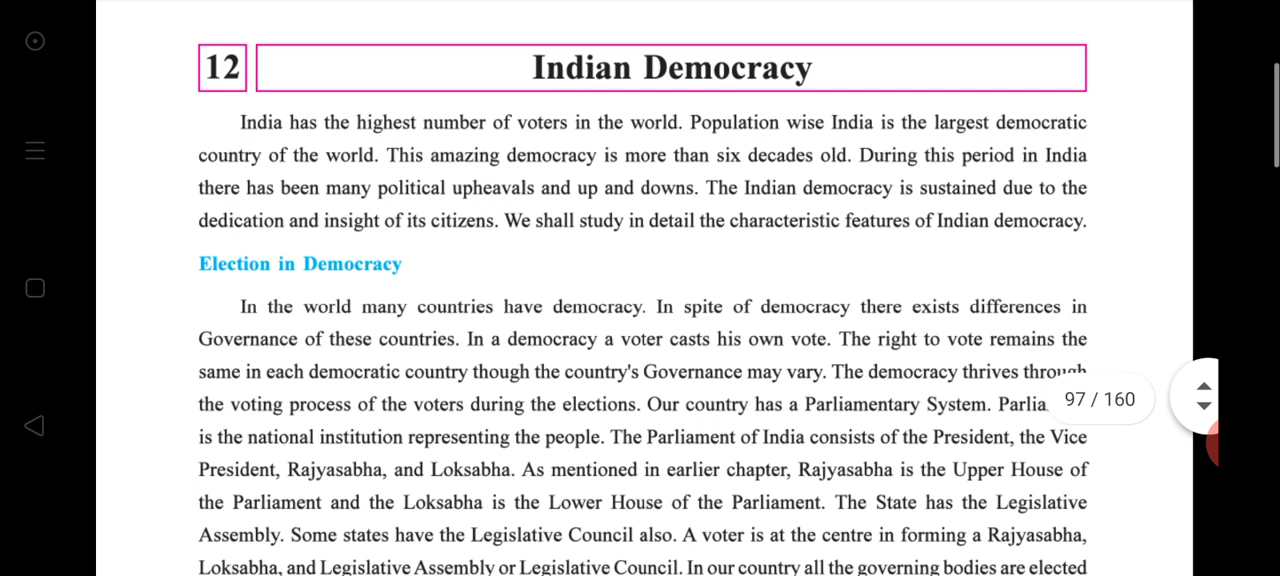 12 Indian Democracy
India has the highest number of voters in the world. Population wise India is the largest democratic
country of the world. This amazing democracy is more than six decades old. During this period in India
there has been many political upheavals and up and downs. The Indian democracy is sustained due to the
dedication and insight of its citizens. We shall study in detail the characteristic features of Indian democracy.
Election in Democracy
In the world many countries have democracy. In spite of democracy there exists differences in
Governance of these countries. In a democracy a voter casts his own vote. The right to vote remains the
same in each democratic country though the country's Governance may vary. The democracy thrives through
the voting process of the voters during the elections. Our country has a Parliamentary System. Parlia
97 / 160
is the national institution representing the people. The Parliament of India consists of the President, the Vice
President, Rajyasabha, and Loksabha. As mentioned in earlier chapter, Rajyasabha is the Upper House of
the Parliament and the Loksabha is the Lower House of the Parliament. The State has the Legislative
Assembly. Some states have the Legislative Council also. A voter is at the centre in forming a Rajyasabha,
Loksabha, and Legislative Assembly or Legislative Council. In our country all the governing bodies are elected